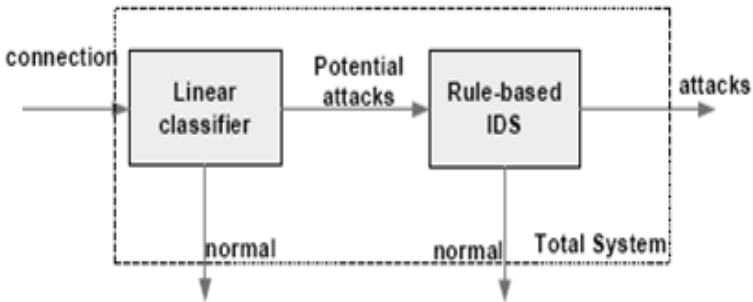 connection
Linear
classifier
Potential
attacks
Rule-based
IDS
attacks
normal
normal
Total System